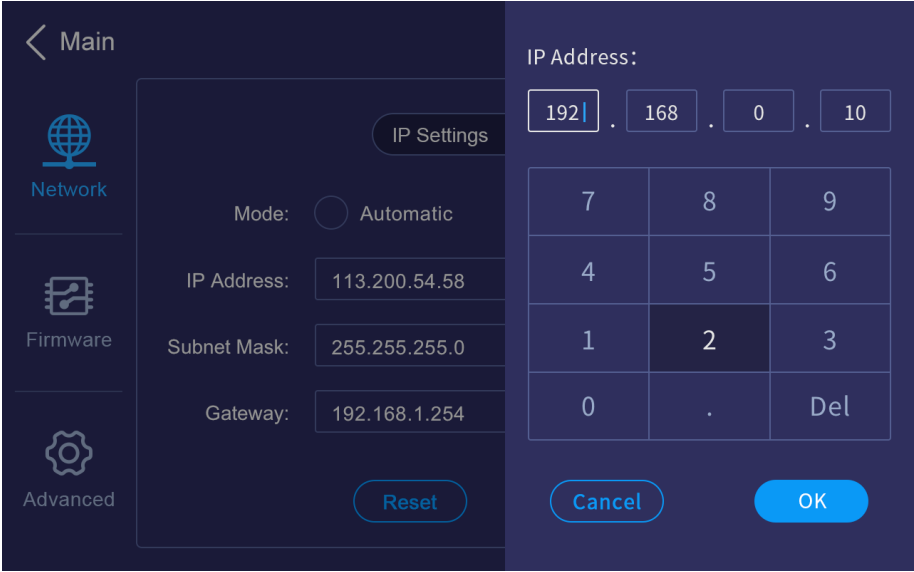 Main
Network
Firmware
Advanced
IP Settings
Mode: Automatic
IP Address: 113.200.54.58
Subnet Mask: 255.255.255.0
Gateway: 192.168.1.254
Reset
IP Address:
192 . 168 . 0 . 10
7 8 9
4 5 6
1 2 3
0 . Del
Cancel OK